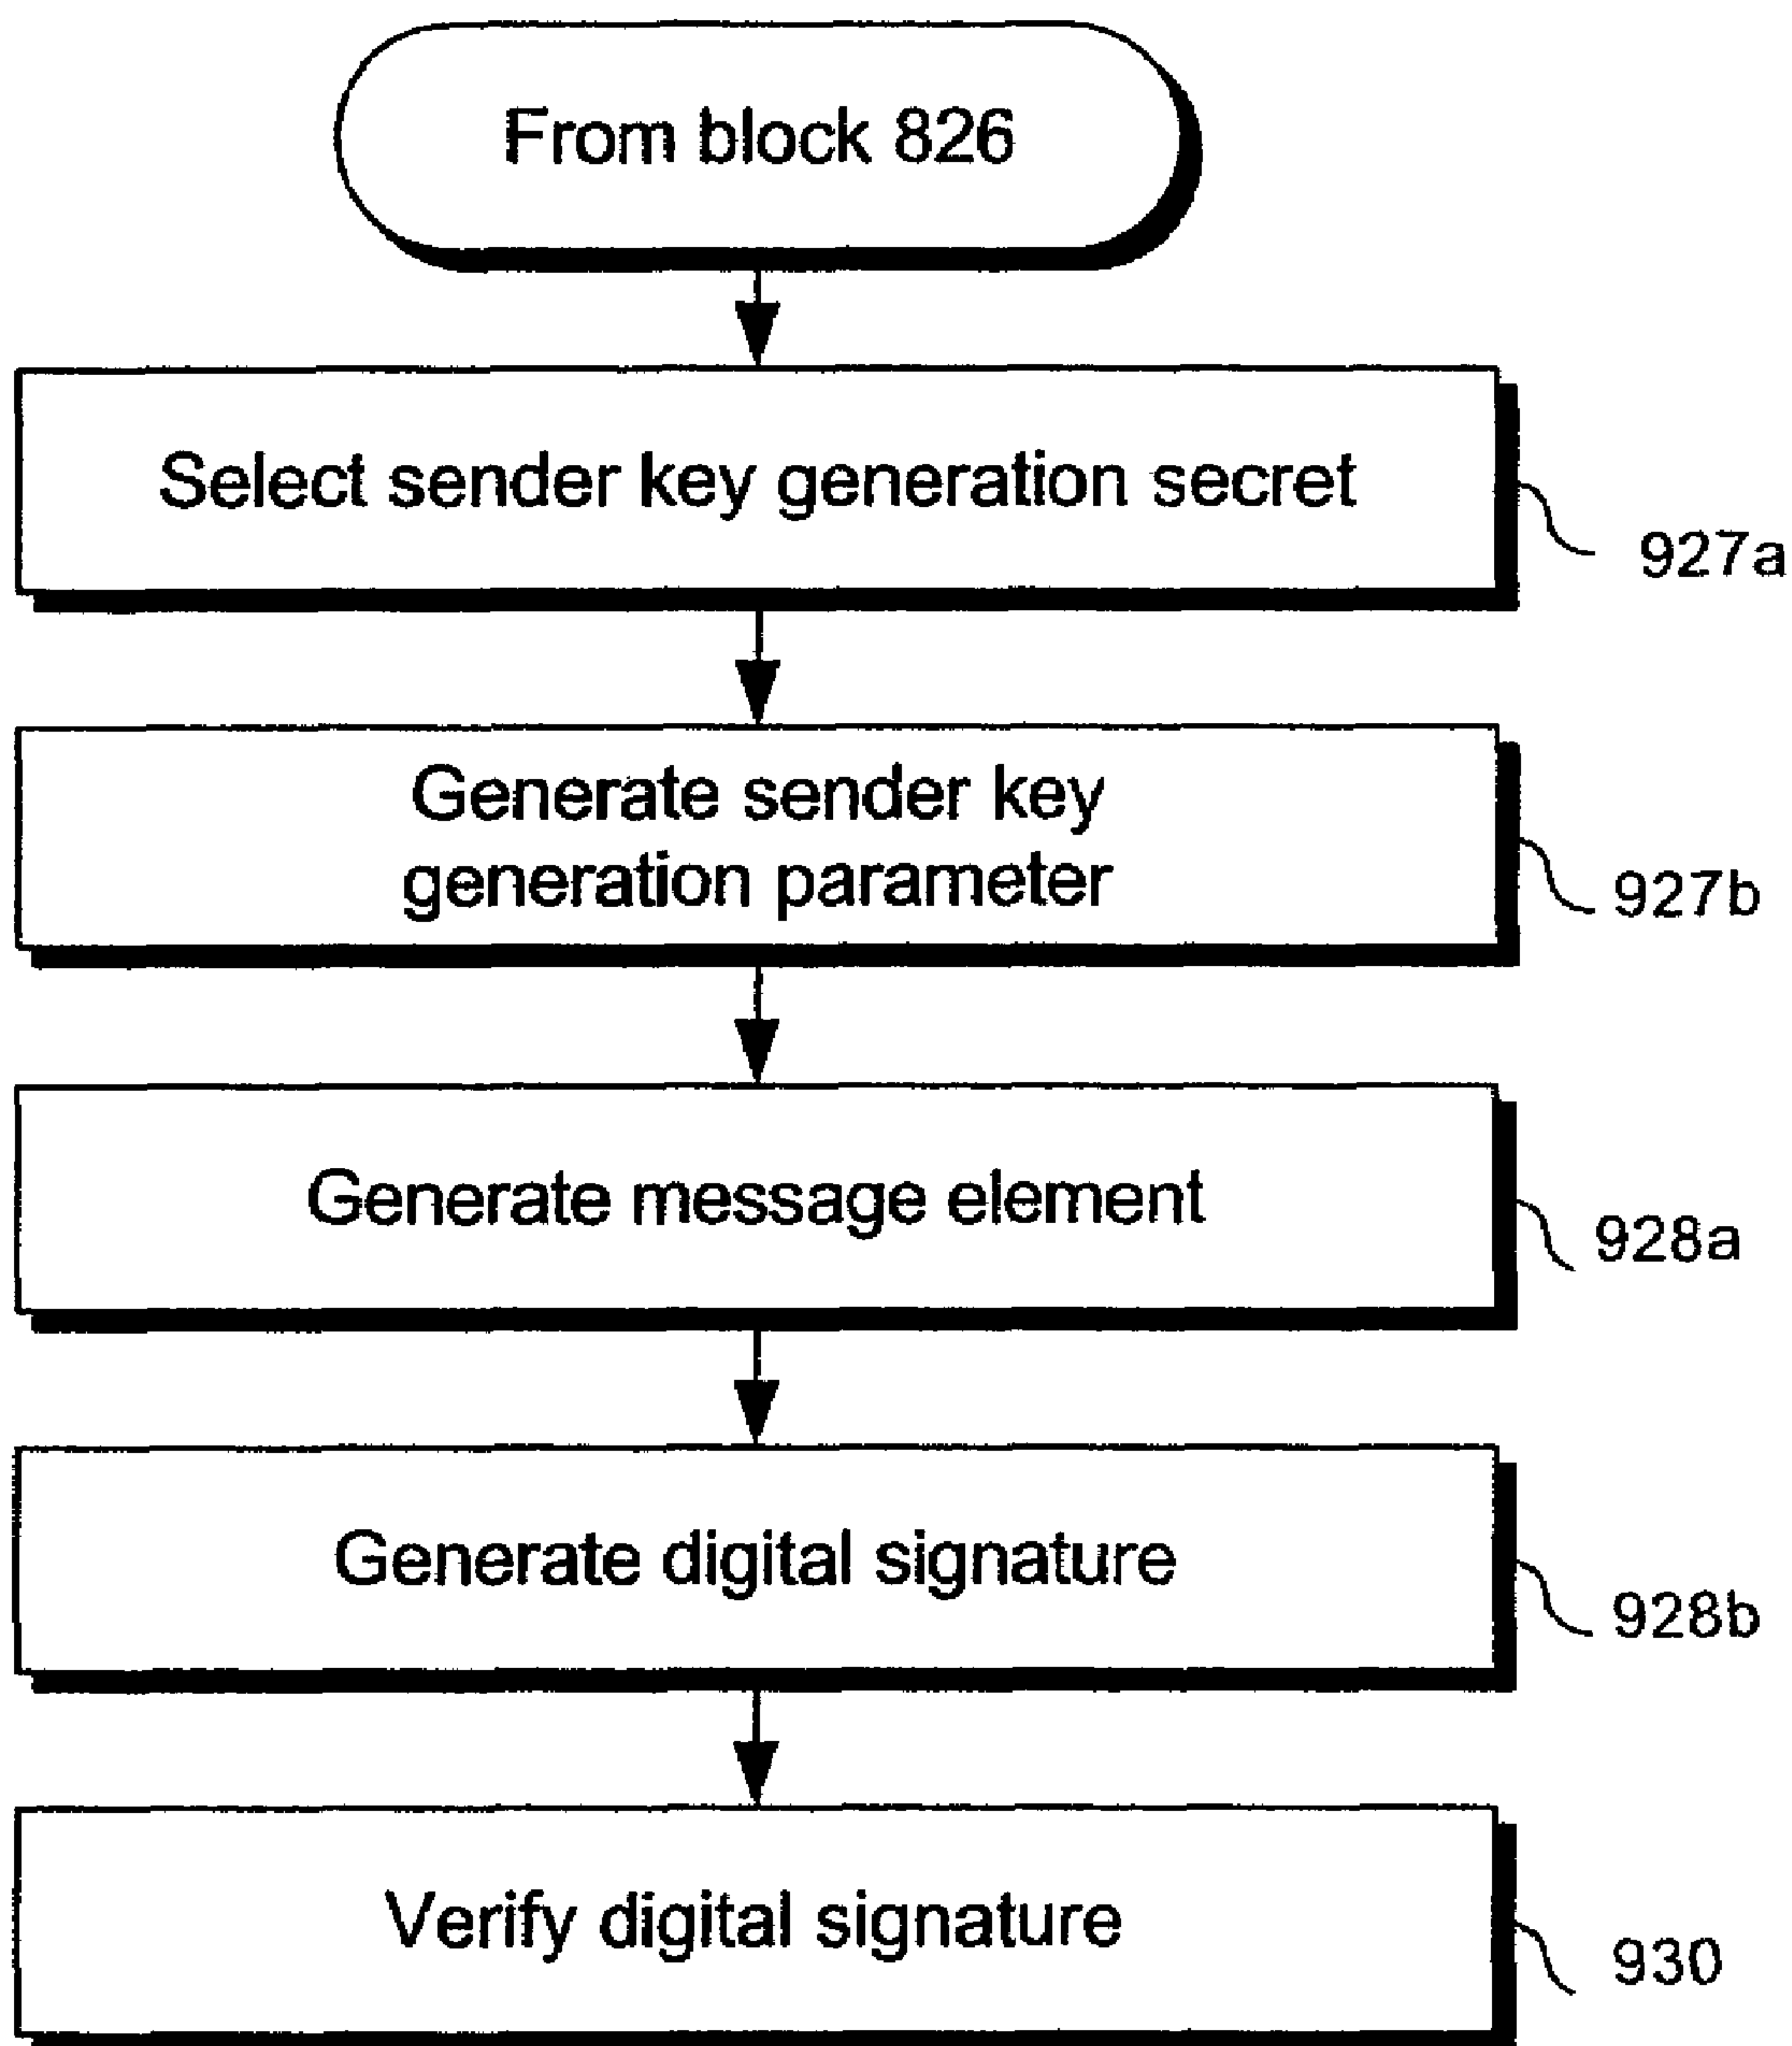 From block 826
Select sender key generation secret
927a
Generate sender key
generation parameter
927b
Generate message element
928a
Generate digital signature
928b
Verify digital signature
930